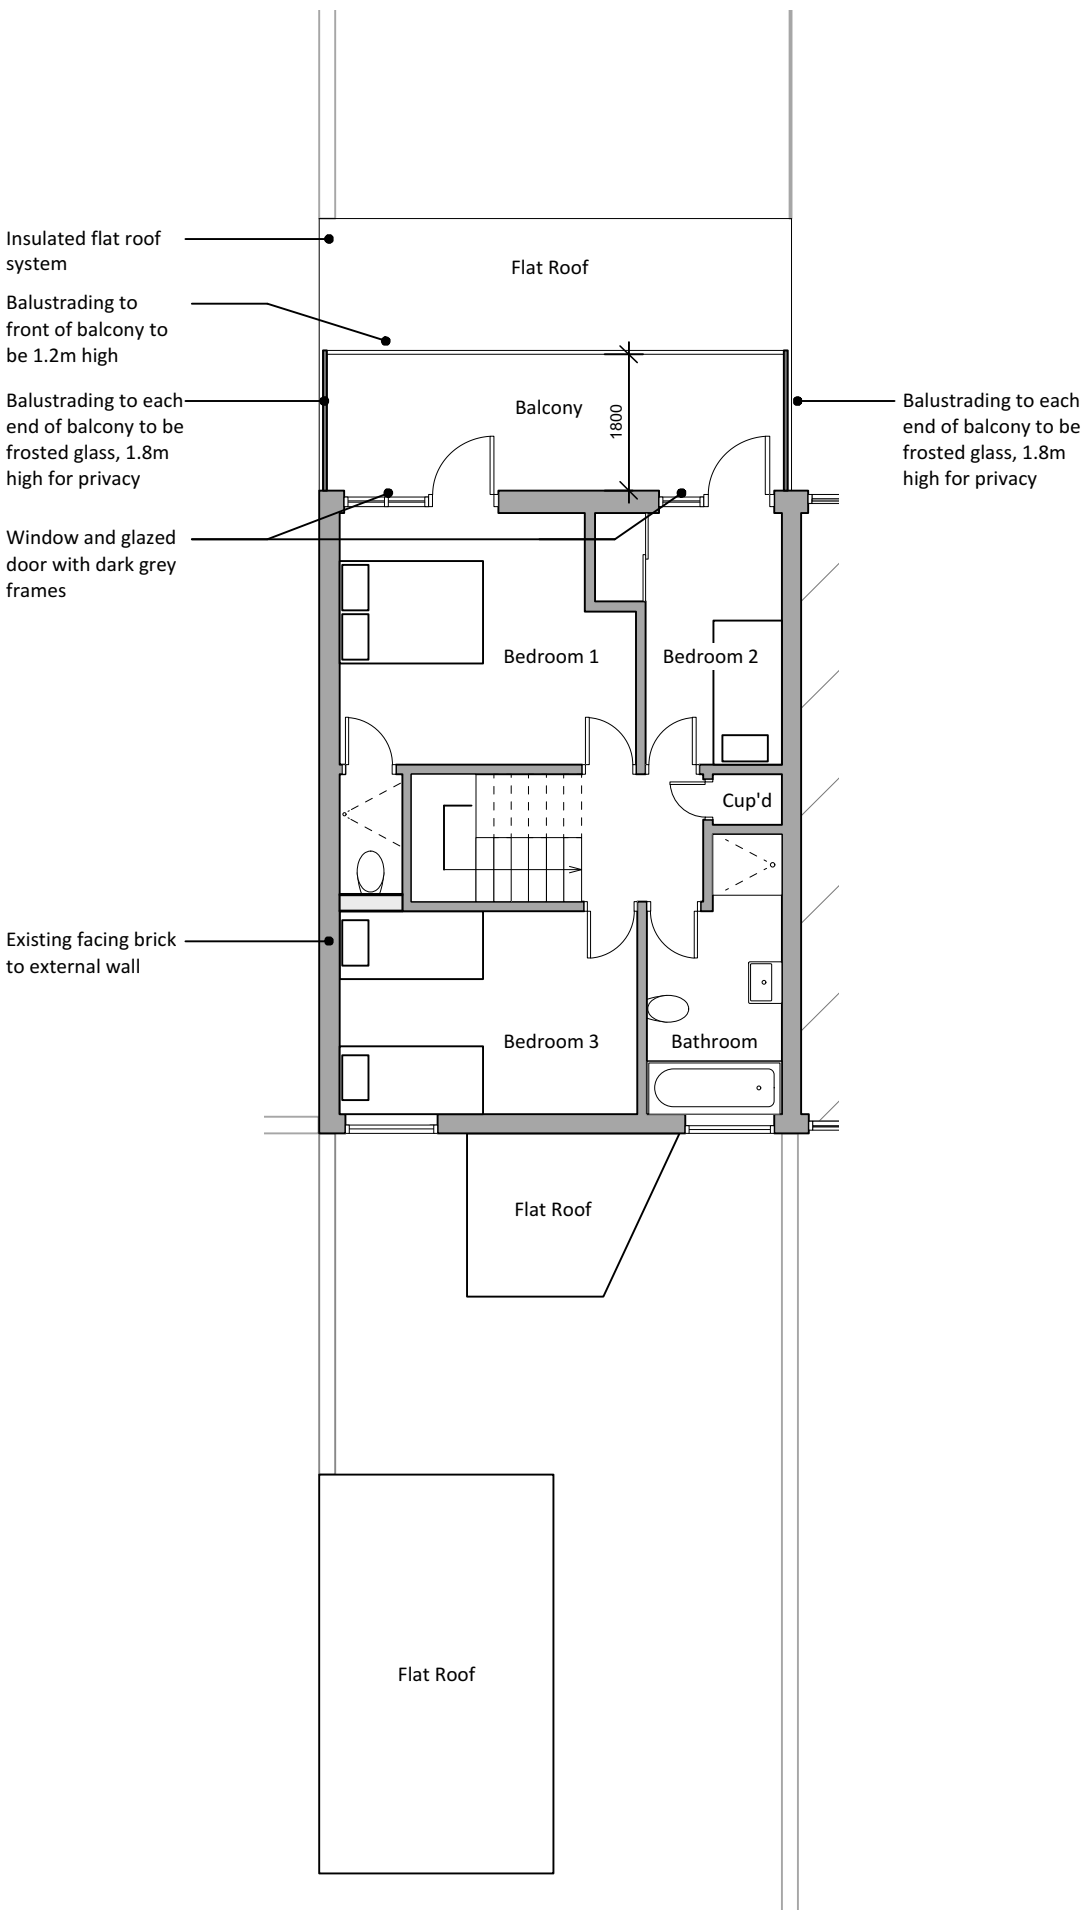 Insulated flat roof
system
Flat Roof
Balustrading to
front of balcony to
be 1.2m high
Balustrading to each
end of balcony to be
frosted glass, 1.8m
high for privacy
Balcony
1800
Balustrading to each
end of balcony to be
frosted glass, 1.8m
high for privacy
Window and glazed
door with dark grey
frames
Bedroom 1
Bedroom 2
Cup'd
Existing facing brick
to external wall
Bedroom 3
Bathroom
Flat Roof
Flat Roof